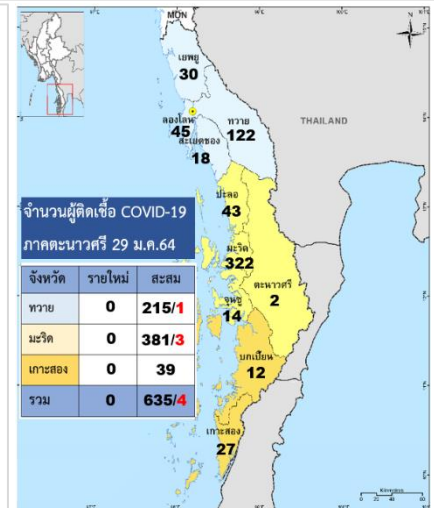 MON
เยพยู
30
ลองโลน
45
ทวาย
122
สะเยตชอง
18
THAILAND
ปะลอ
43
มะริด
322
ตะนาวศรี
2
จุนซู
14
บกเปี้ยน
12
เกาะสอง
27
จำนวนผู้ติดเชื้อ COVID-19
ภาคตะนาวศรี 29 ม.ค.64
จังหวัด รายใหม่ สะสม
ทวาย 0 215/1
มะริด 0 381/3
เกาะสอง 0 39
รวม 0 635/4